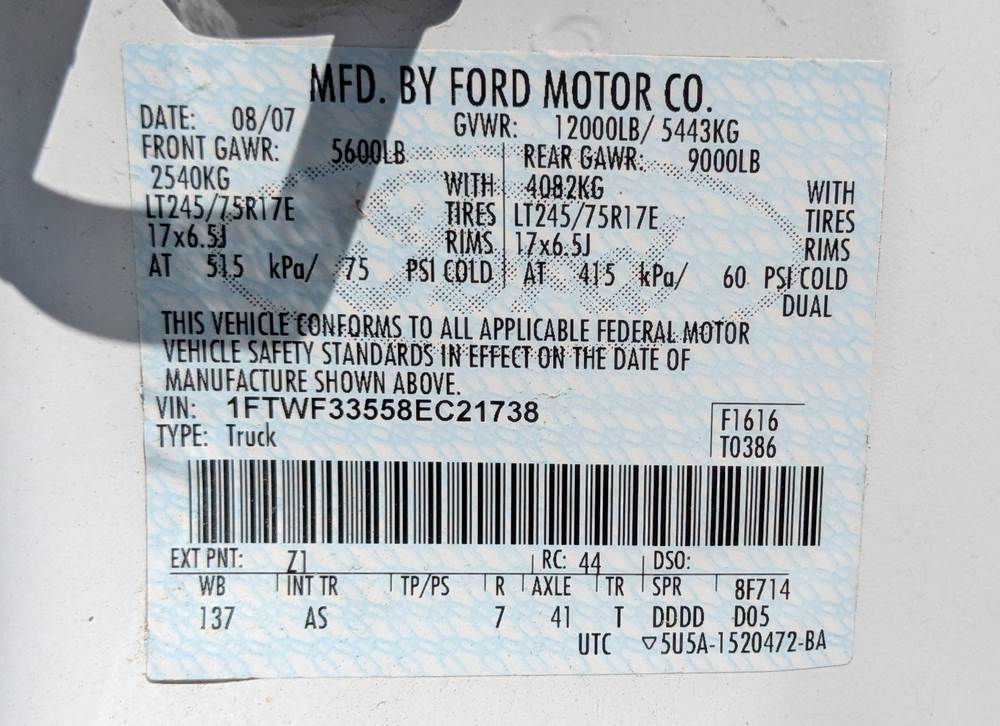 MFD. BY FORD MOTOR CO.
DATE: 08/07 GVWR: 12000LB/ 5443KG
FRONT GAWR: 5600LB REAR GAWR: 9000LB
2540KG WITH 4082KG WITH
LT245/75R17E TIRES LT245/75R17E TIRES
17x6.5J RIMS 17x6.5J RIMS
AT 515 kPa/ 75 PSI COLD AT 415 kPa/ 60 PSI COLD
DUAL
THIS VEHICLE CONFORMS TO ALL APPLICABLE FEDERAL MOTOR
VEHICLE SAFETY STANDARDS IN EFFECT ON THE DATE OF
MANUFACTURE SHOWN ABOVE.
VIN: 1FTWF33558EC21738 F1616
TYPE: Truck T0386
EXT PNT: Z1 RC: 44 DSO:
WB INT TR TP/PS R AXLE TR SPR 8F714
137 AS 7 41 T DDDD D05
UTC ▽5U5A-1520472-BA